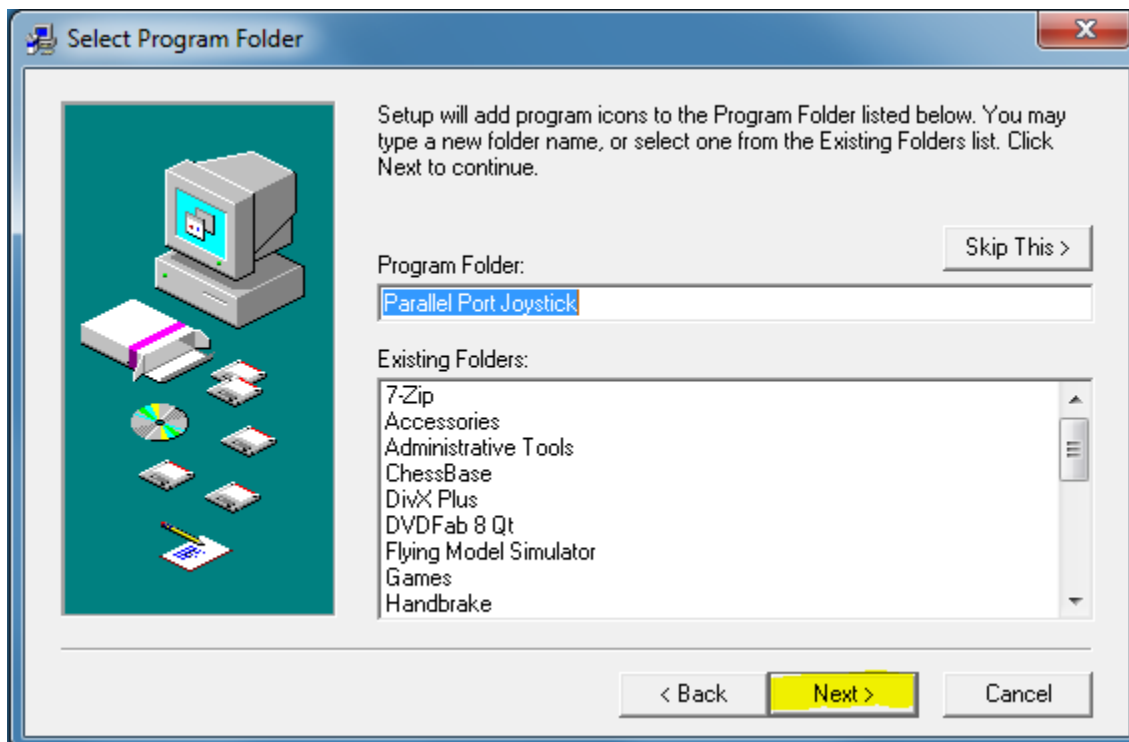 Select Program Folder
Setup will add program icons to the Program Folder listed below. You may
type a new folder name, or select one from the Existing Folders list. Click
Next to continue.
Skip This >
Program Folder:
Parallel Port Joystick
Existing Folders:
7-Zip
Accessories
Administrative Tools
ChessBase
DivX Plus
DVDFab 8 Qt
Flying Model Simulator
Games
Handbrake
< Back
Next >
Cancel